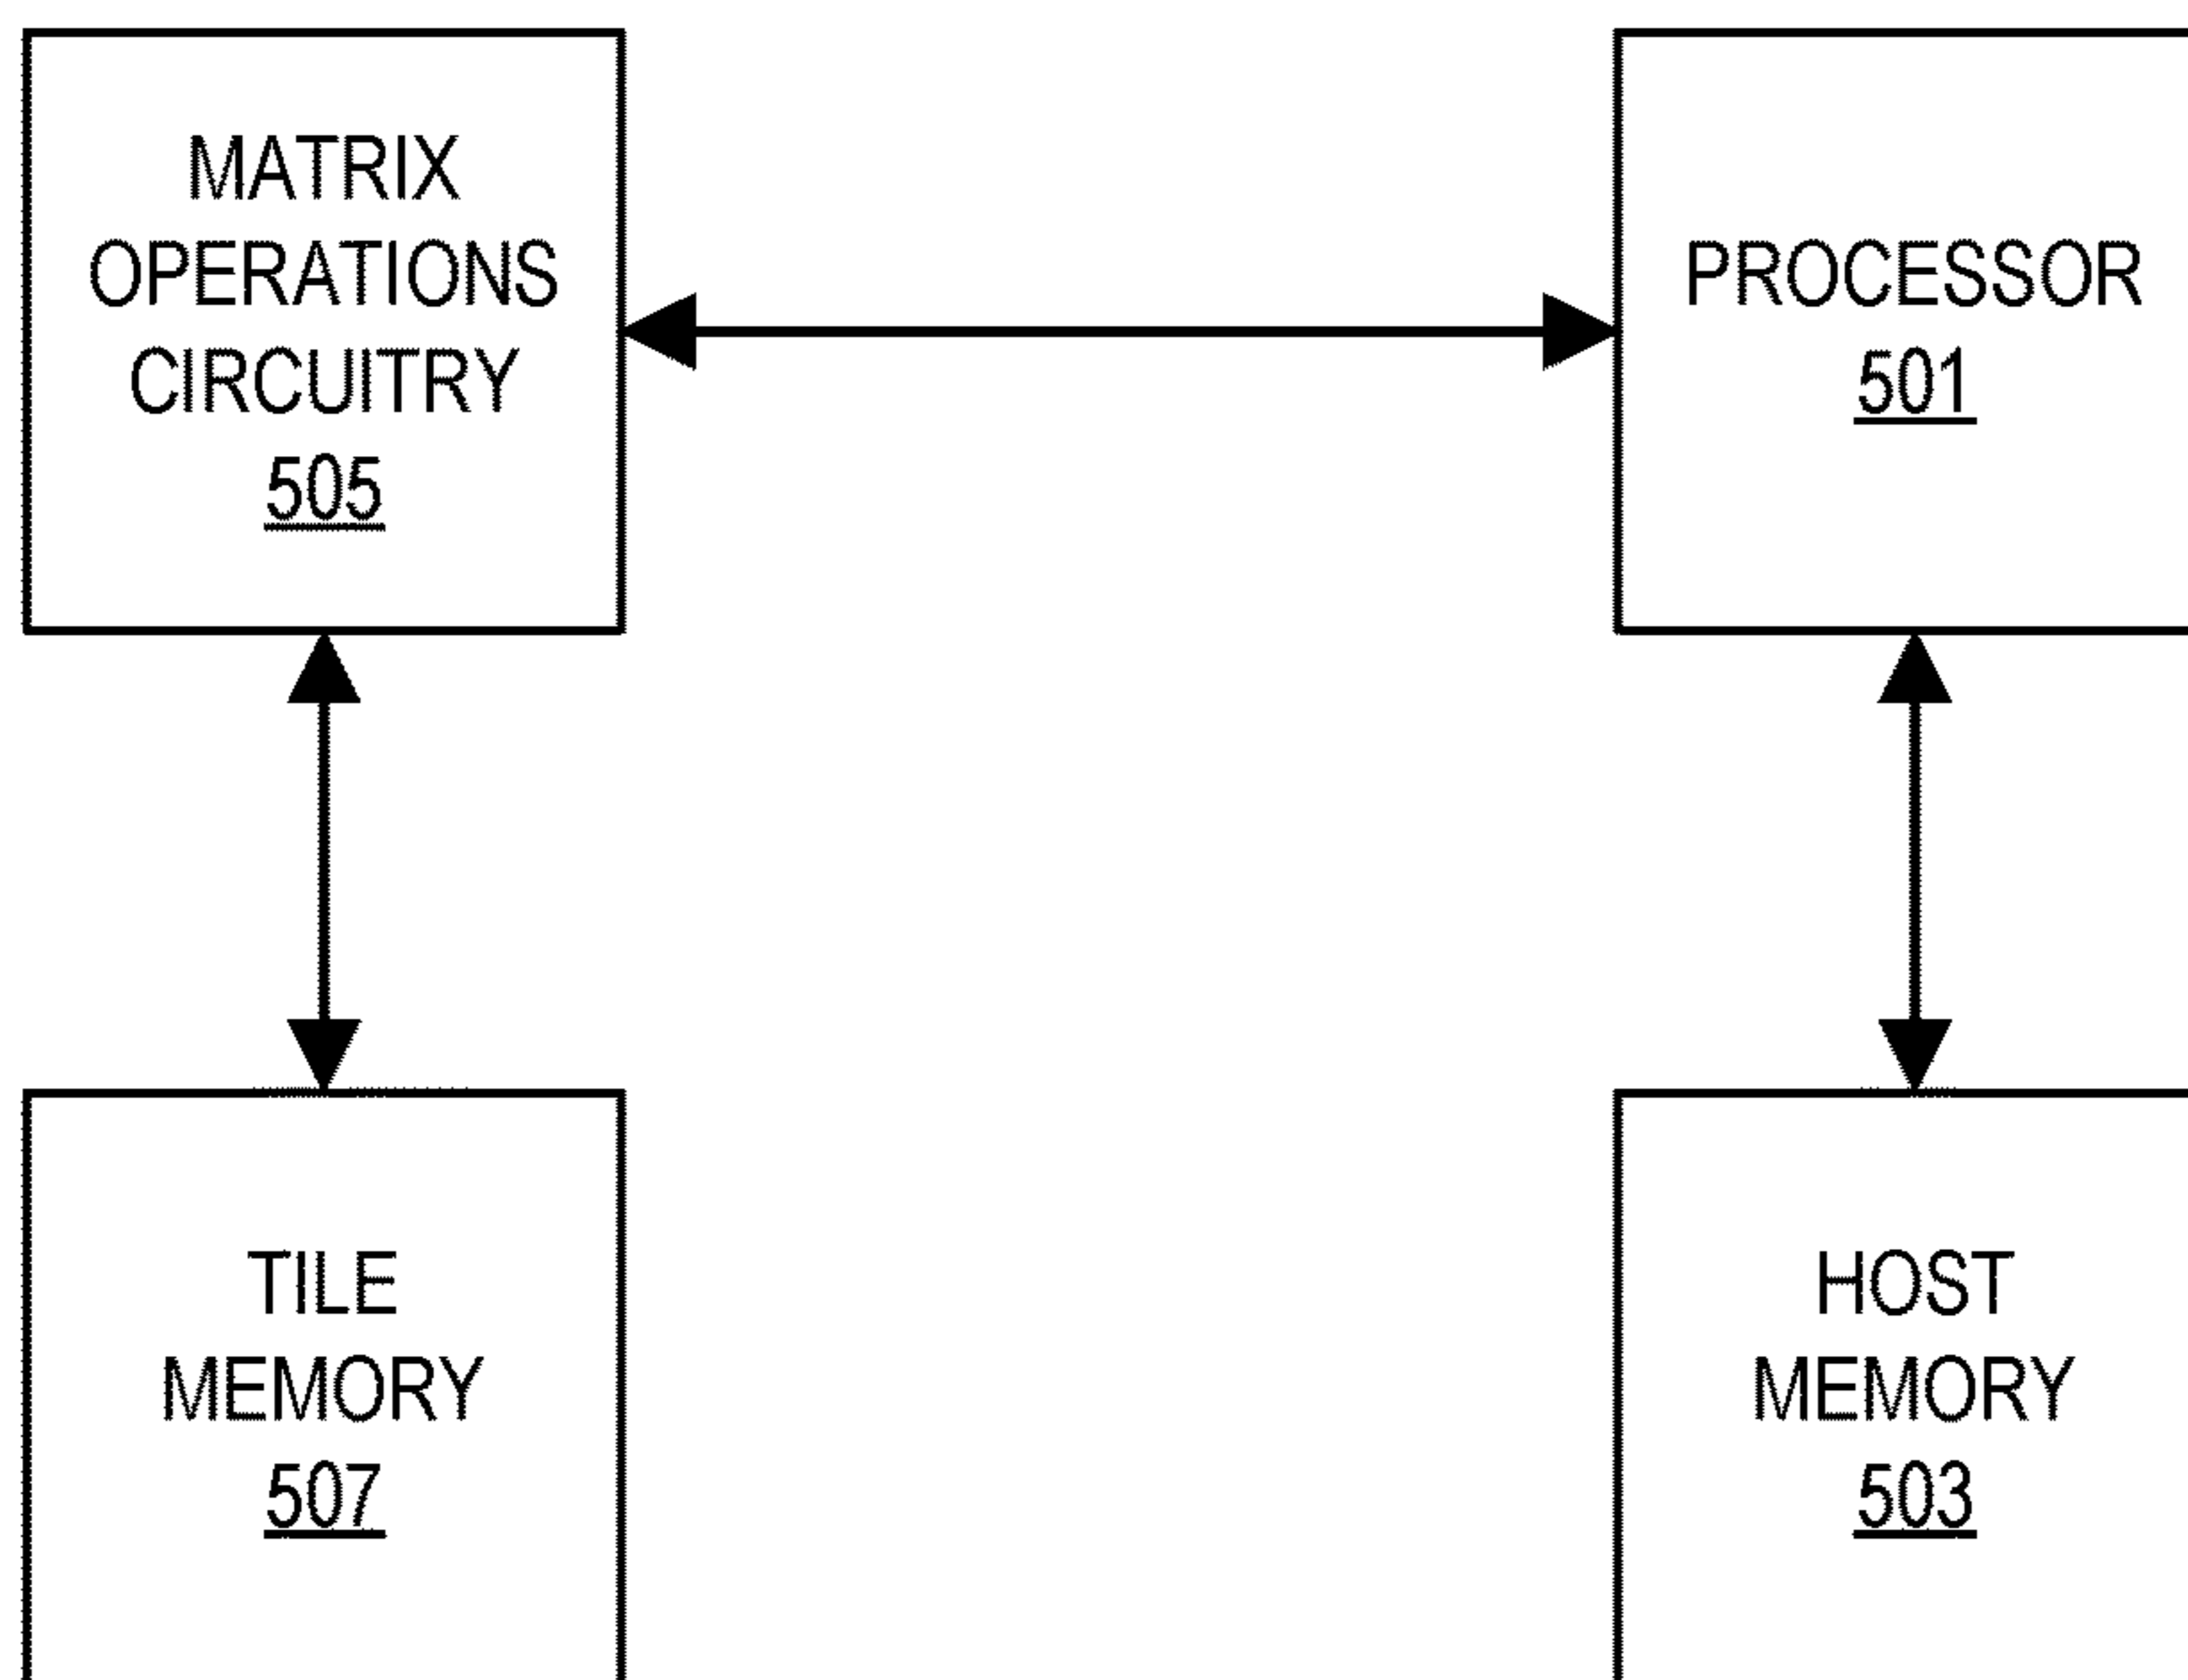 MATRIX
OPERATIONS
CIRCUITRY
505
PROCESSOR
501
TILE
MEMORY
507
HOST
MEMORY
503